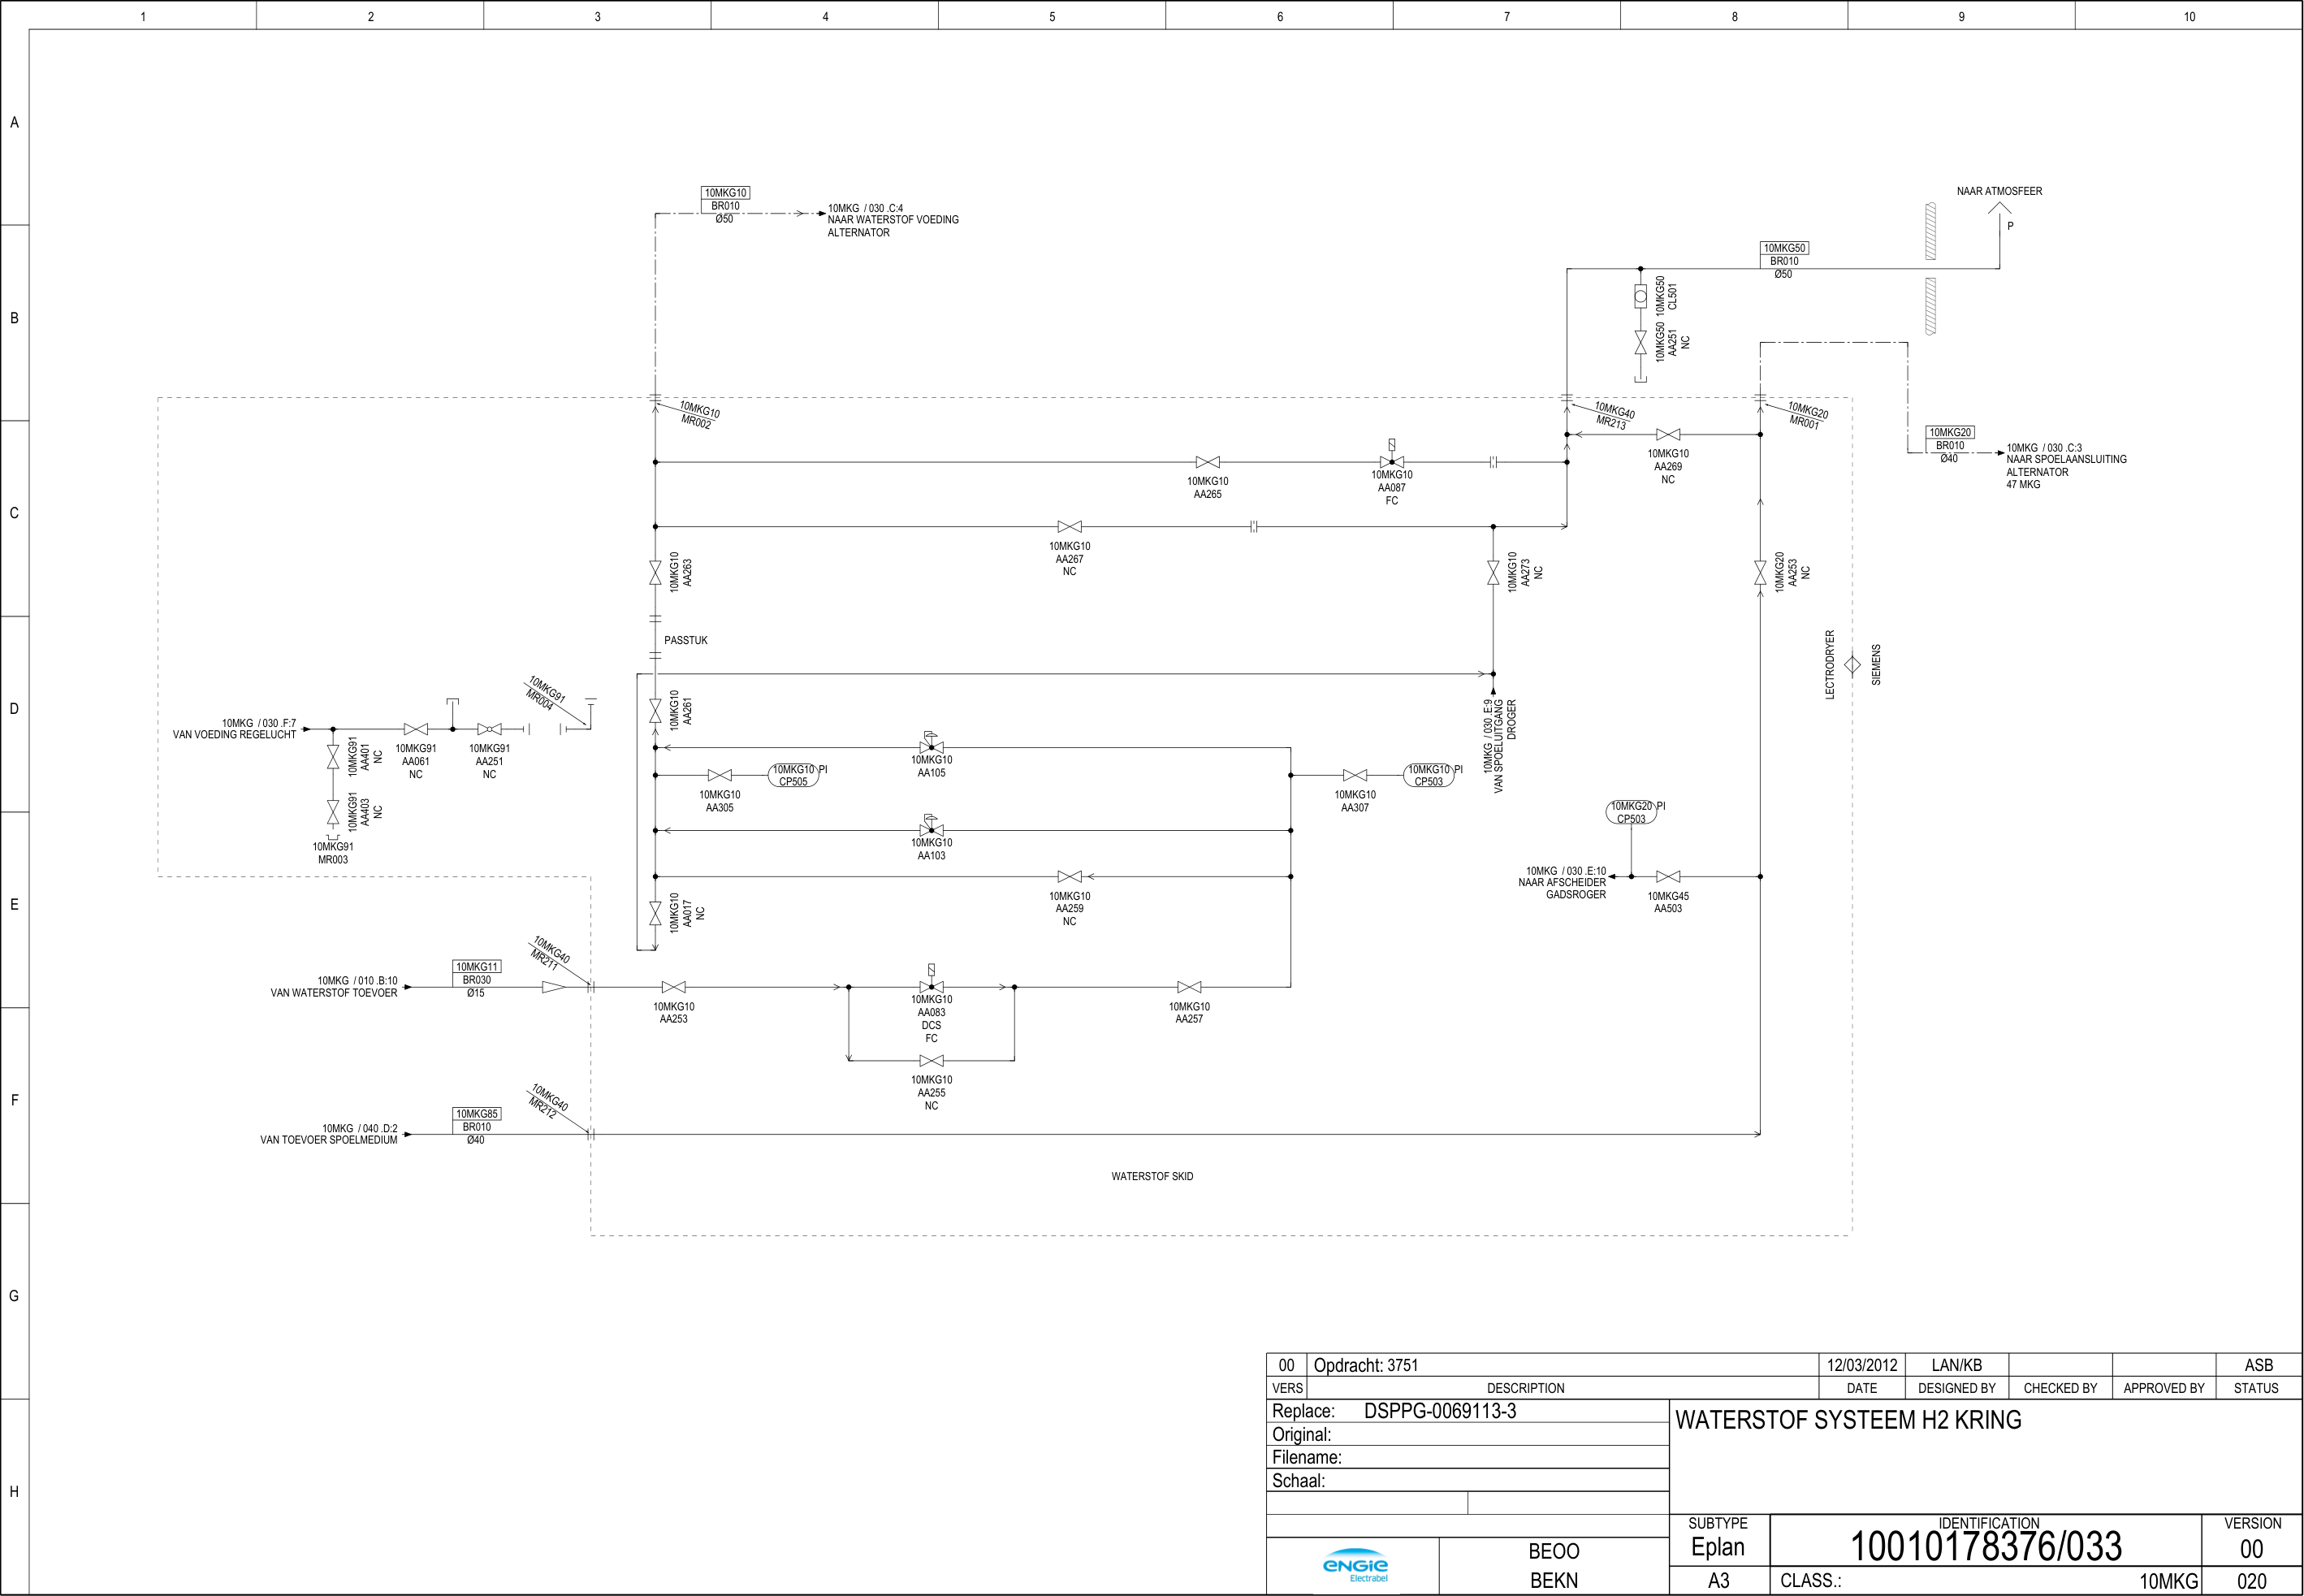 1 2 3 4 5 6 7 8 9 10
A
B
C
D
E
F
G
H
10MKG10
BR010
Ø50
10MKG / 030 .C:4
NAAR WATERSTOF VOEDING
ALTERNATOR
NAAR ATMOSFEER
P
10MKG50
BR010
Ø50
10MKG50
CL501
10MKG50
AA251
NC
10MKG10
MR002
10MKG40
MR213
10MKG20
MR001
10MKG20
BR010
Ø40
10MKG / 030 .C:3
NAAR SPOELAANSLUITING
ALTERNATOR
47 MKG
10MKG10
AA265
10MKG10
AA087
FC
10MKG10
AA269
NC
10MKG10
AA267
NC
10MKG10
AA263
10MKG10
AA273
NC
10MKG20
AA253
NC
PASSTUK
LECTRODRYER
SIEMENS
10MKG91
MR004
10MKG10
AA261
10MKG / 030 .E:9
VAN SPOELUITGANG
DROGER
10MKG / 030 .F:7
VAN VOEDING REGELUCHT
10MKG91
AA401
NC
10MKG91
AA061
NC
10MKG91
AA251
NC
10MKG91
AA403
NC
10MKG91
MR003
10MKG10
AA105
10MKG10 PI
CP505
10MKG10
AA305
10MKG10 PI
CP503
10MKG10
AA307
10MKG20 PI
CP503
10MKG10
AA103
10MKG / 030 .E:10
NAAR AFSCHEIDER
GADSROGER
10MKG45
AA503
10MKG10
AA259
NC
10MKG10
AA017
NC
10MKG40
MR211
10MKG / 010 .B:10
VAN WATERSTOF TOEVOER
10MKG11
BR030
Ø15
10MKG10
AA253
10MKG10
AA083
DCS
FC
10MKG10
AA257
10MKG10
AA255
NC
10MKG40
MR212
10MKG / 040 .D:2
VAN TOEVOER SPOELMEDIUM
10MKG85
BR010
Ø40
WATERSTOF SKID
00 Opdracht: 3751 12/03/2012 LAN/KB ASB
VERS DESCRIPTION DATE DESIGNED BY CHECKED BY APPROVED BY STATUS
Replace: DSPPG-0069113-3
Original:
Filename:
Schaal:
WATERSTOF SYSTEEM H2 KRING
ENGIE
Electrabel
BEOO
BEKN
SUBTYPE
Eplan
A3
IDENTIFICATION
10010178376/033
CLASS.: 10MKG
VERSION
00
020